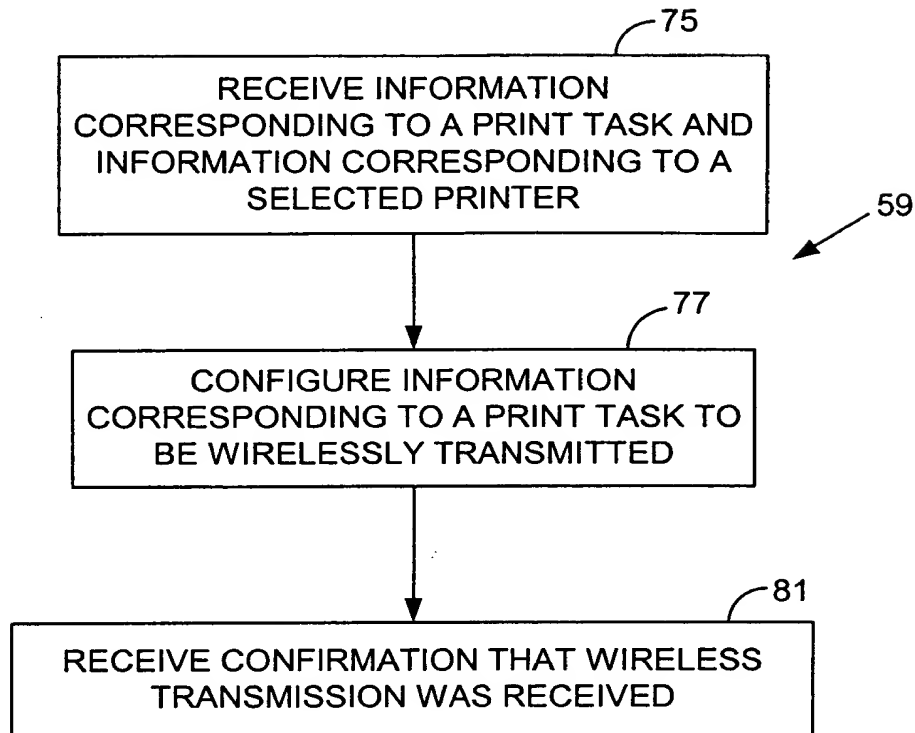 75
RECEIVE INFORMATION
CORRESPONDING TO A PRINT TASK AND
INFORMATION CORRESPONDING TO A
SELECTED PRINTER
59
77
CONFIGURE INFORMATION
CORRESPONDING TO A PRINT TASK TO
BE WIRELESSLY TRANSMITTED
81
RECEIVE CONFIRMATION THAT WIRELESS
TRANSMISSION WAS RECEIVED